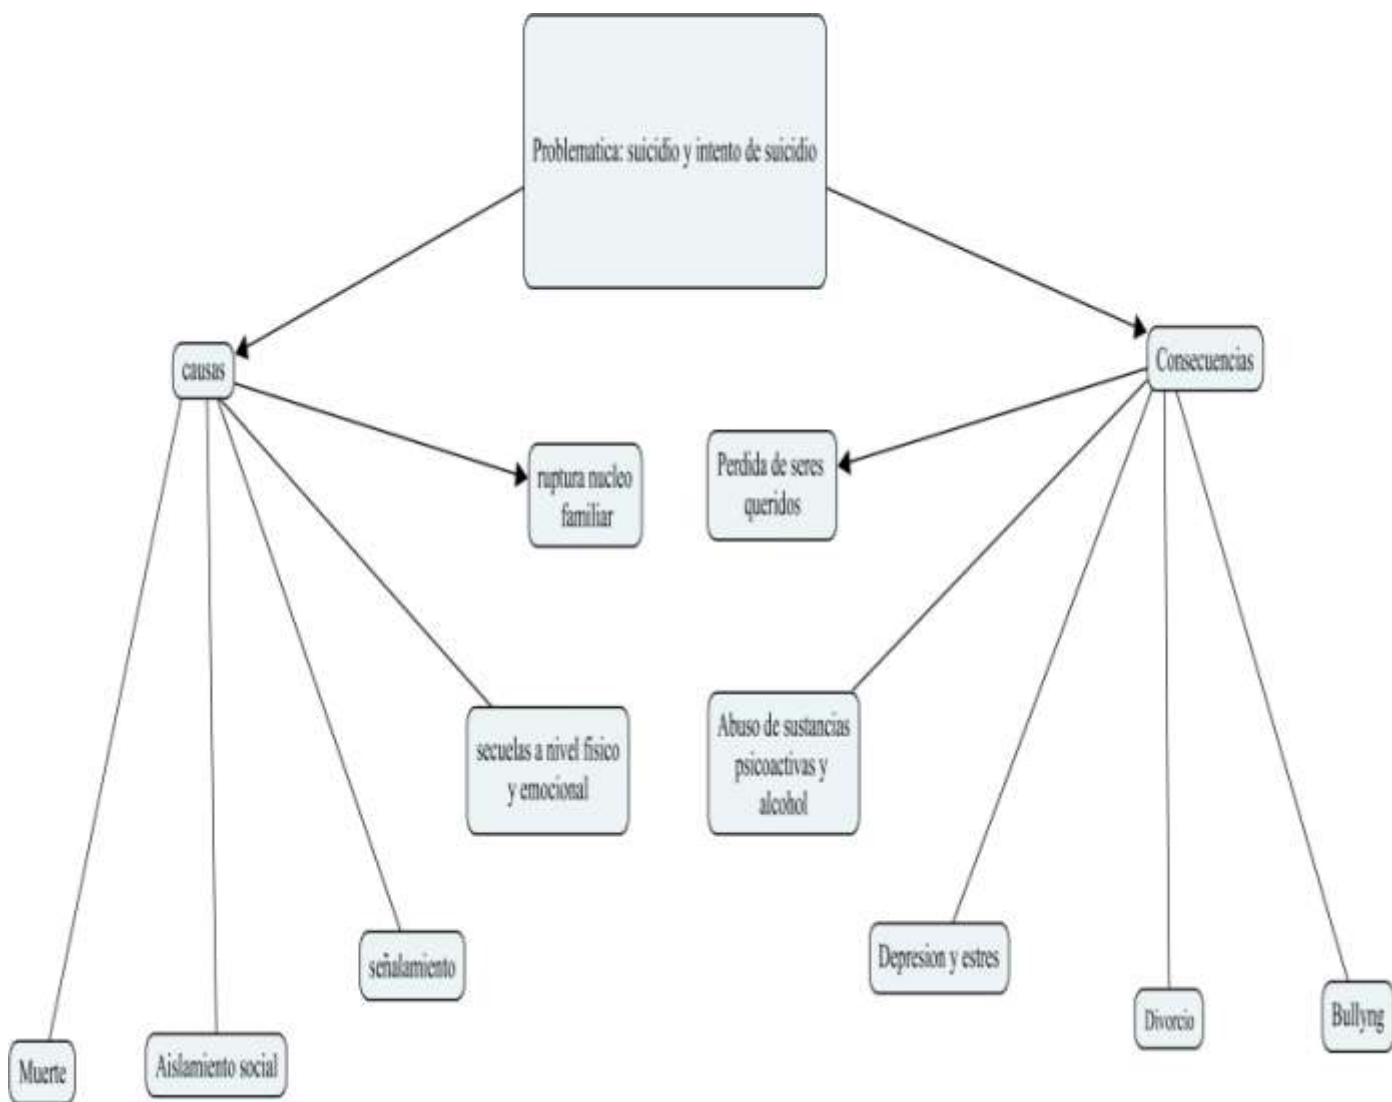 Problematica: suicidio y intento de suicidio
causas
Consecuencias
ruptura nucleo
familiar
Perdida de seres
queridos
secuelas a nivel fisico
y emocional
Abuso de sustancias
psicoactivas y
alcohol
señalamiento
Depresion y estres
Muerte
Aislamiento social
Divorcio
Bullyng